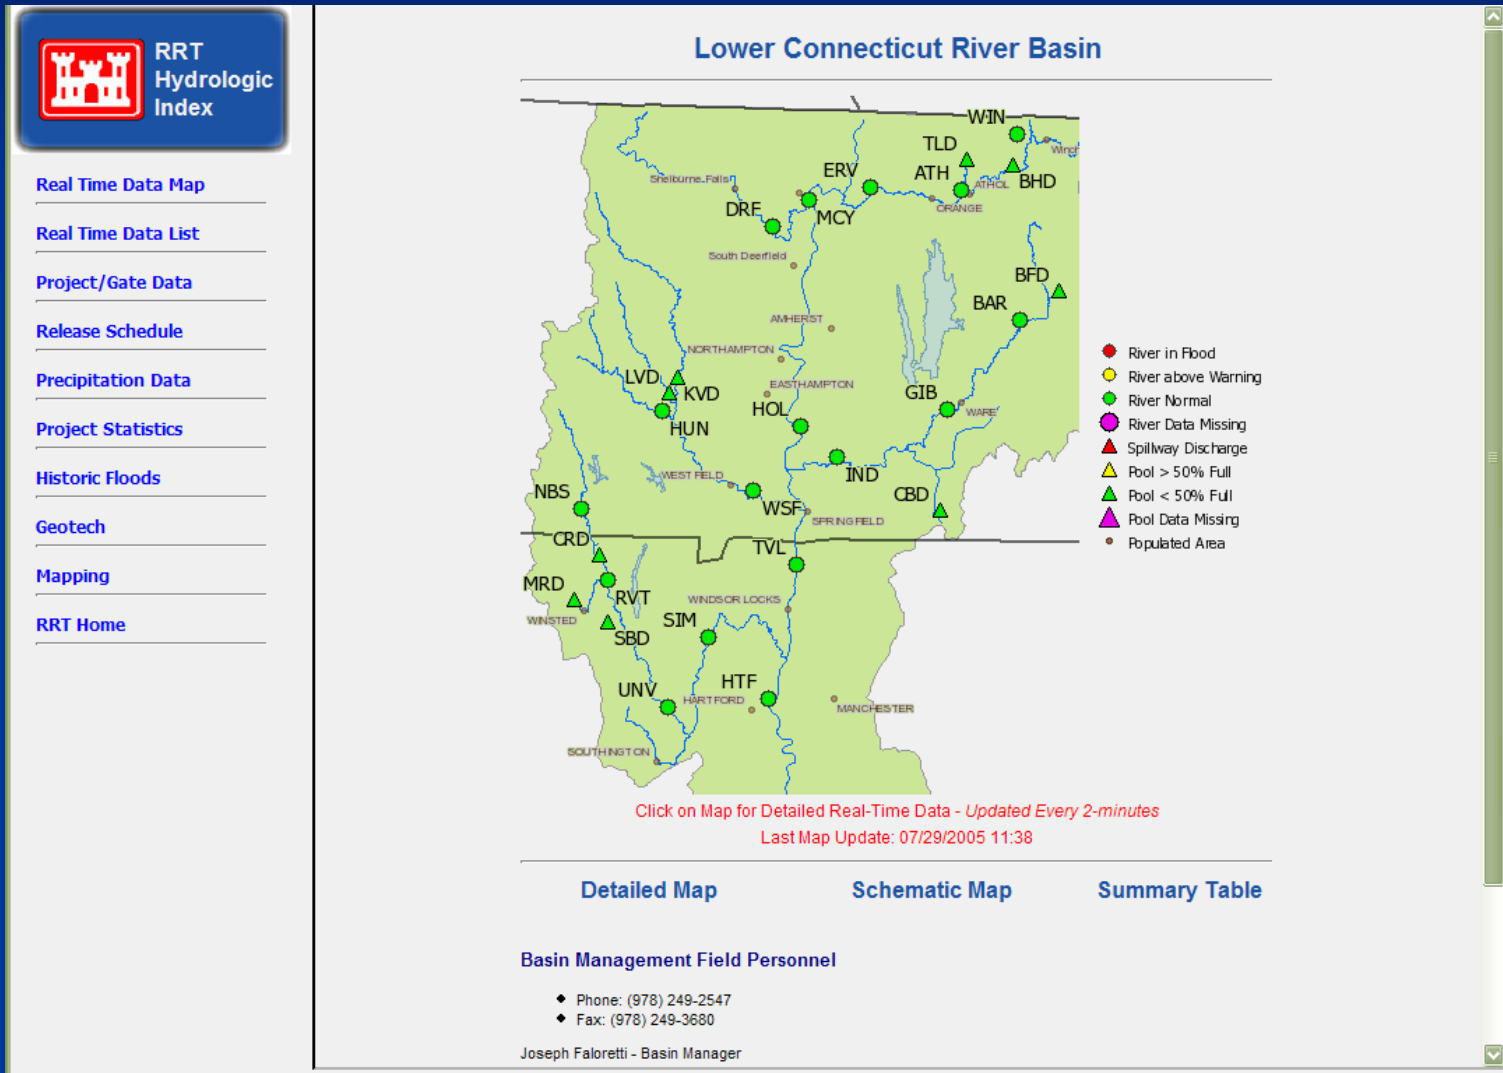 RRT
Hydrologic
Index
Real Time Data Map
Real Time Data List
Project/Gate Data
Release Schedule
Precipitation Data
Project Statistics
Historic Floods
Geotech
Mapping
RRT Home
Lower Connecticut River Basin
WIN
TLD
ERV
ATH
BHD
Shelburne Falls
ATHOL
DRF
MCY
ORANGE
South Deerfield
BFD
BAR
AMHERST
NORTHAMPTON
LVD
KVD
EASTHAMPTON
GIB
HOL
WARE
HUN
WESTFIELD
IND
NBS
CBD
WSF
SPRINGFIELD
CRD
TVL
MRD
RVT
WINDSOR LOCKS
WINSTED
SIM
SBD
UNV
HTF
HARTFORD
MANCHESTER
SOUTHINGTON
River in Flood
River above Warning
River Normal
River Data Missing
Spillway Discharge
Pool > 50% Full
Pool < 50% Full
Pool Data Missing
Populated Area
Click on Map for Detailed Real-Time Data - Updated Every 2-minutes
Last Map Update: 07/29/2005 11:38
Detailed Map Schematic Map Summary Table
Basin Management Field Personnel
Phone: (978) 249-2547
Fax: (978) 249-3680
Joseph Faloretti - Basin Manager